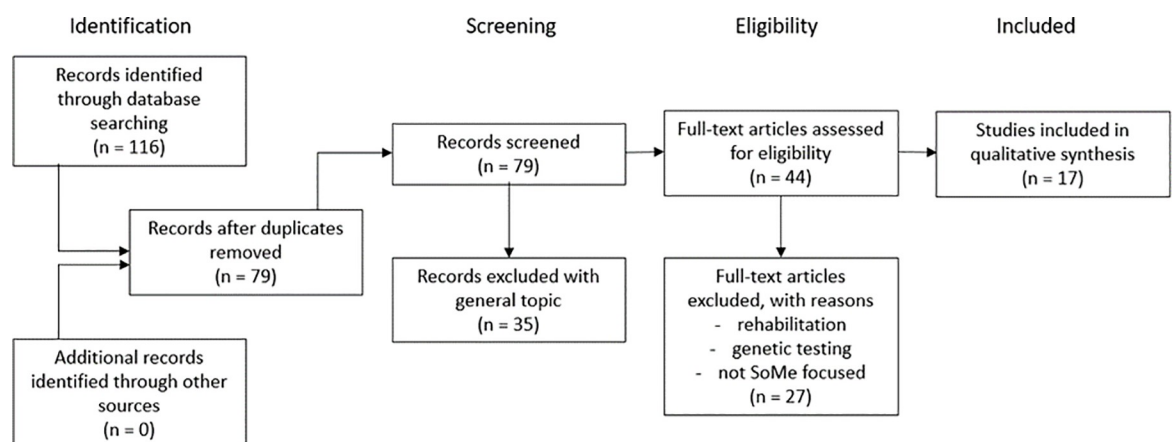 Identification
Screening
Eligibility
Included
Records identified
through database
searching
(n = 116)
Records after duplicates
removed
(n = 79)
Additional records
identified through other
sources
(n = 0)
Records screened
(n = 79)
Records excluded with
general topic
(n = 35)
Full-text articles assessed
for eligibility
(n = 44)
Full-text articles
excluded, with reasons
- rehabilitation
- genetic testing
- not SoMe focused
(n = 27)
Studies included in
qualitative synthesis
(n = 17)